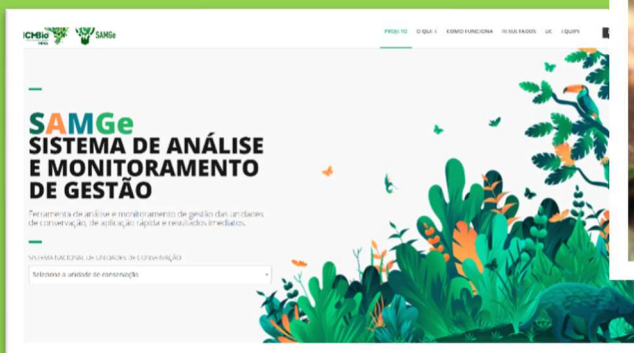 ICMBio
SAMGe
PROJETO O QUE É COMO FUNCIONA RESULTADOS UC EQUIPE
SAMGe
SISTEMA DE ANÁLISE
E MONITORAMENTO
DE GESTÃO
Ferramenta de análise e monitoramento de gestão das unidades
de conservação, de aplicação rápida e resultados imediatos.
SISTEMA NACIONAL DE UNIDADES DE CONSERVAÇÃO
Selecione a unidade de conservação